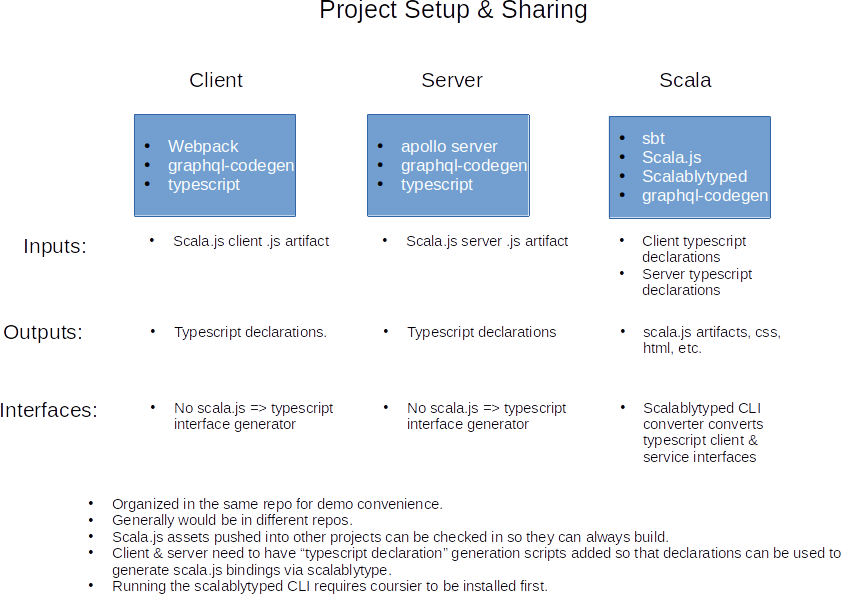 Project Setup & Sharing
Client
Server
Scala
• Webpack
• graphql-codegen
• typescript
• apollo server
• graphql-codegen
• typescript
• sbt
• Scala.js
• Scalablytyped
• graphql-codegen
Inputs:
• Scala.js client .js artifact
• Scala.js server .js artifact
• Client typescript
declarations
• Server typescript
declarations
Outputs:
• Typescript declarations.
• Typescript declarations
• scala.js artifacts, css,
html, etc.
Interfaces:
• No scala.js => typescript
interface generator
• No scala.js => typescript
interface generator
• Scalablytyped CLI
converter converts
typescript client &
service interfaces
• Organized in the same repo for demo convenience.
• Generally would be in different repos.
• Scala.js assets pushed into other projects can be checked in so they can always build.
• Client & server need to have “typescript declaration” generation scripts added so that declarations can be used to
generate scala.js bindings via scalablytype.
• Running the scalablytyped CLI requires coursier to be installed first.